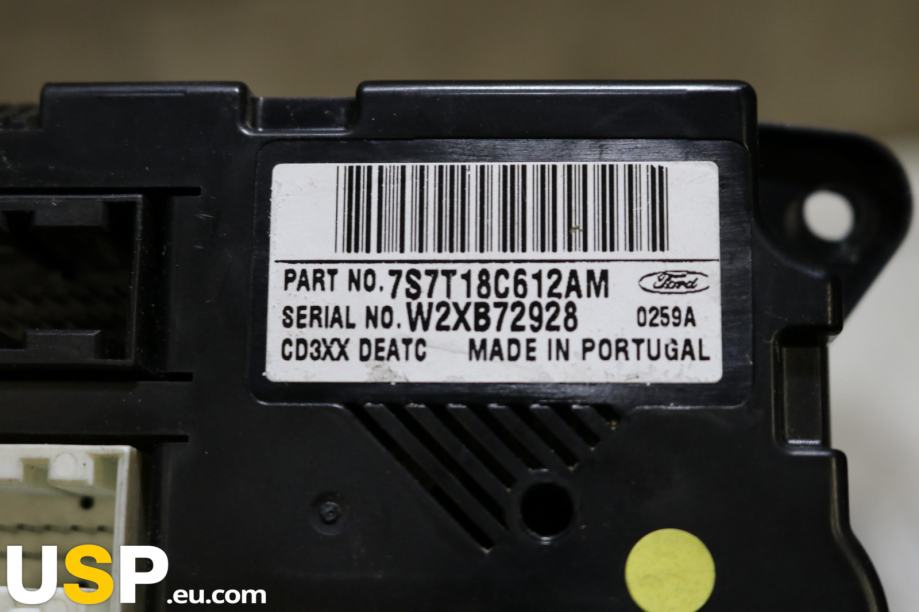 PART NO. 7S7T18C612AM Ford
SERIAL NO. W2XB72928 0259A
CD3XX DEATC MADE IN PORTUGAL
USP.eu.com